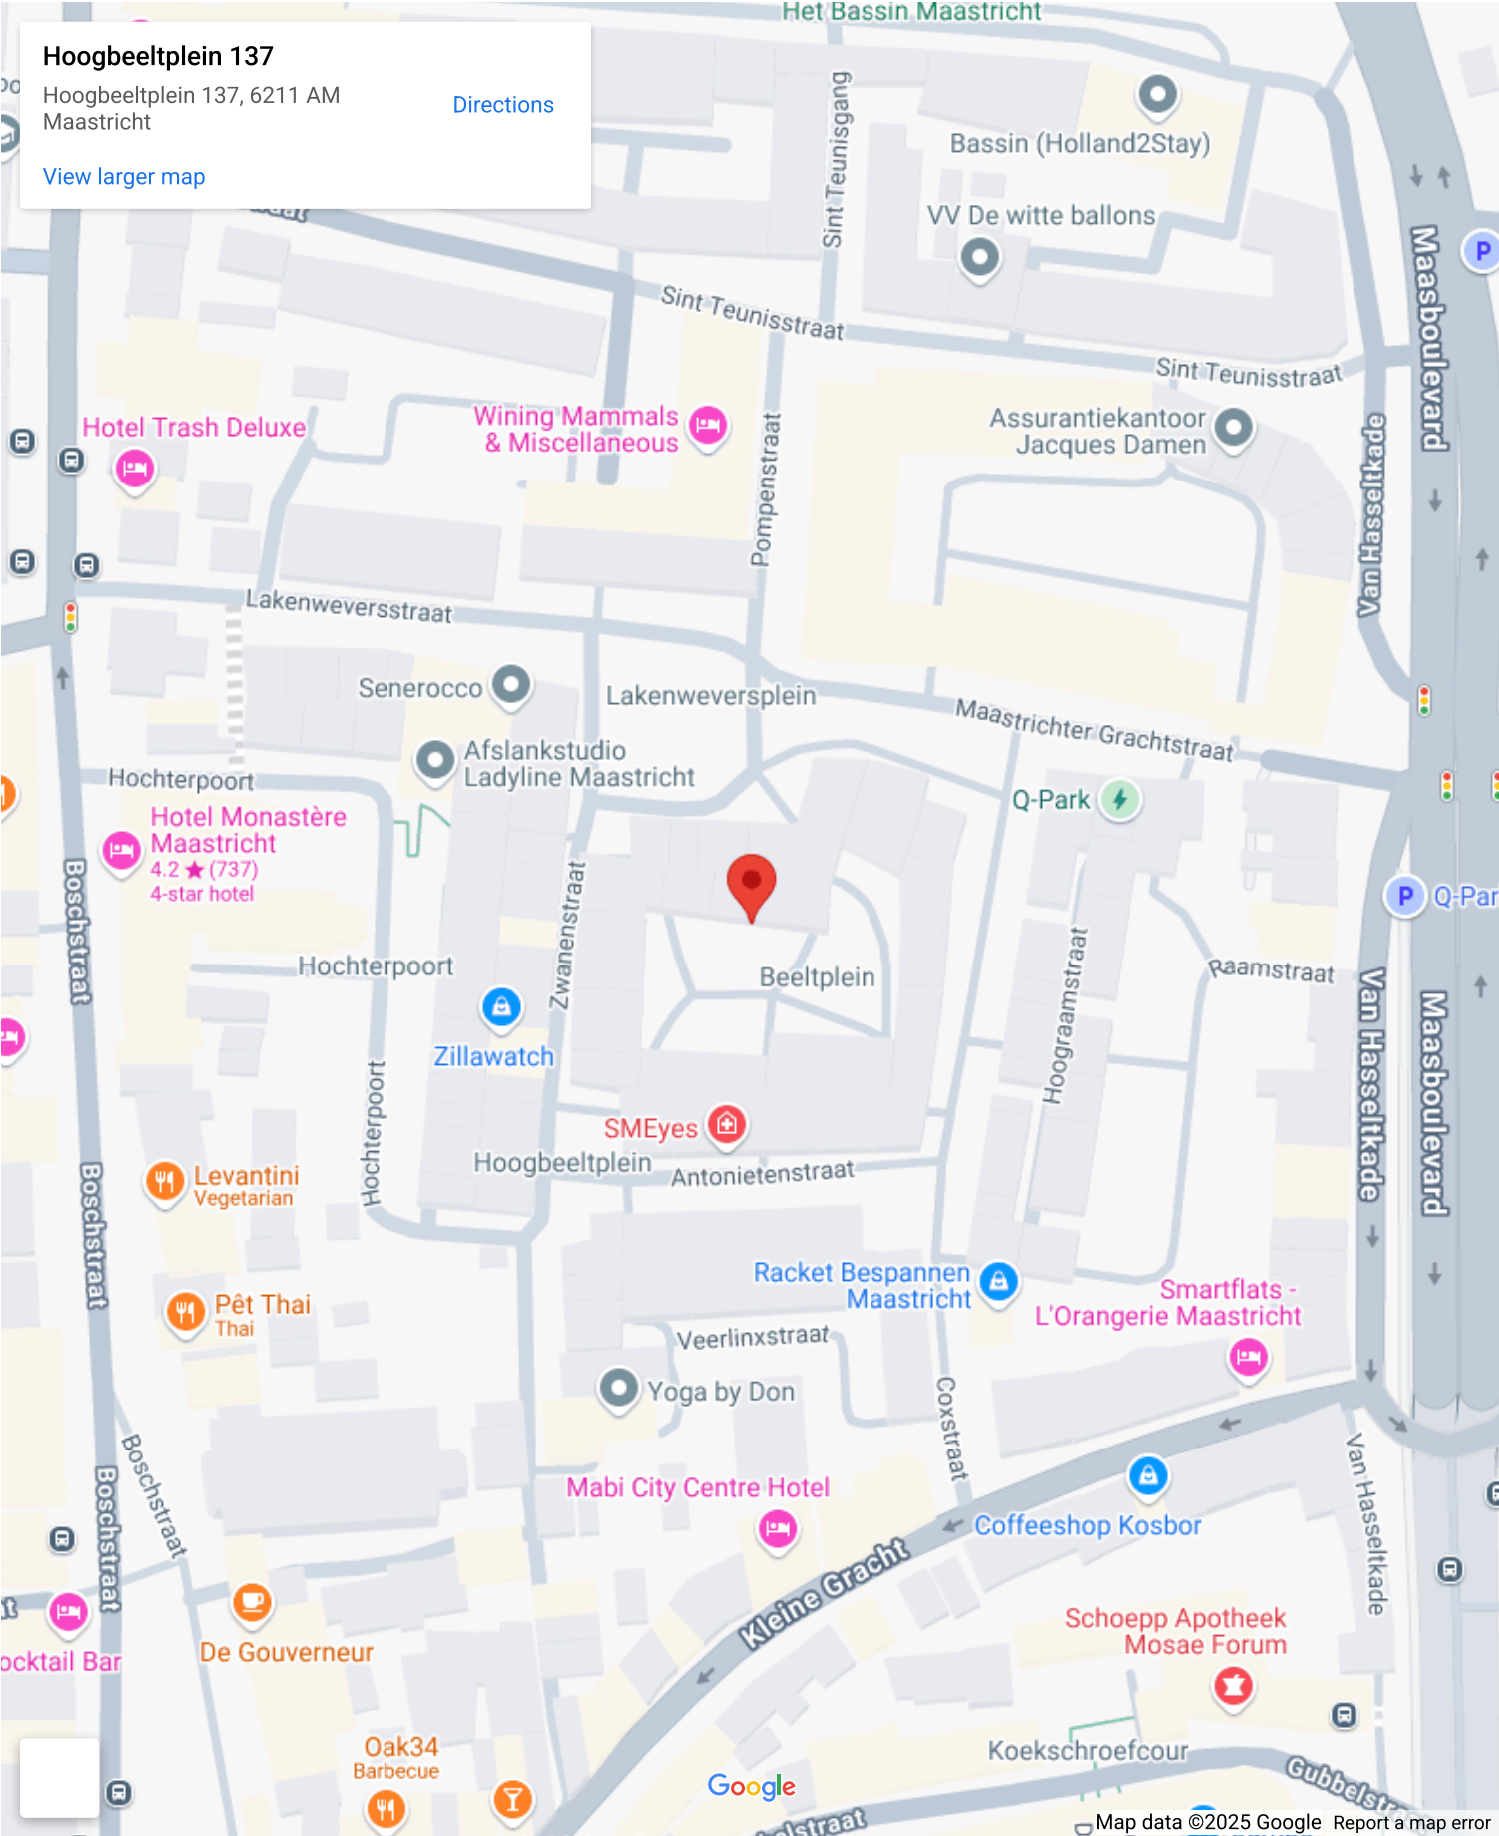 Het Bassin Maastricht
Hoogbeeltplein 137
Hoogbeeltplein 137, 6211 AM
Maastricht
Directions
View larger map
Sint Teunisgang
Bassin (Holland2Stay)
VV De witte ballons
P
Maasboulevard
Sint Teunisstraat
Sint Teunisstraat
Hotel Trash Deluxe
Wining Mammals
& Miscellaneous
Pompenstraat
Assurantiekantoor
Jacques Damen
Van Hasseltkade
Lakenweversstraat
Senerocco
Lakenweversplein
Maastrichter Grachtstraat
Afslankstudio
Ladyline Maastricht
Hochterpoort
Hotel Monastère
Maastricht
4.2 ★ (737)
4-star hotel
Q-Park
P
Q-Par
Boschstraat
Zwanenstraat
Hochterpoort
Beeltplein
Hoograamstraat
Raamstraat
Zillawatch
Van Hasseltkade
Maasboulevard
Hochterpoort
SMEyes
Hoogbeeltplein
Antonietenstraat
Levantini
Vegetarian
Boschstraat
Racket Bespannen
Maastricht
Smartflats -
L'Orangerie Maastricht
Pêt Thai
Thai
Veerlinxstraat
Yoga by Don
Coxstraat
Boschstraat
Boschstraat
Mabi City Centre Hotel
Coffeeshop Kosbor
Van Hasseltkade
Kleine Gracht
De Gouverneur
ocktail Bar
Schoepp Apotheek
Mosae Forum
Oak34
Barbecue
Koekschroefcour
Google
Map data ©2025 Google
Report a map error